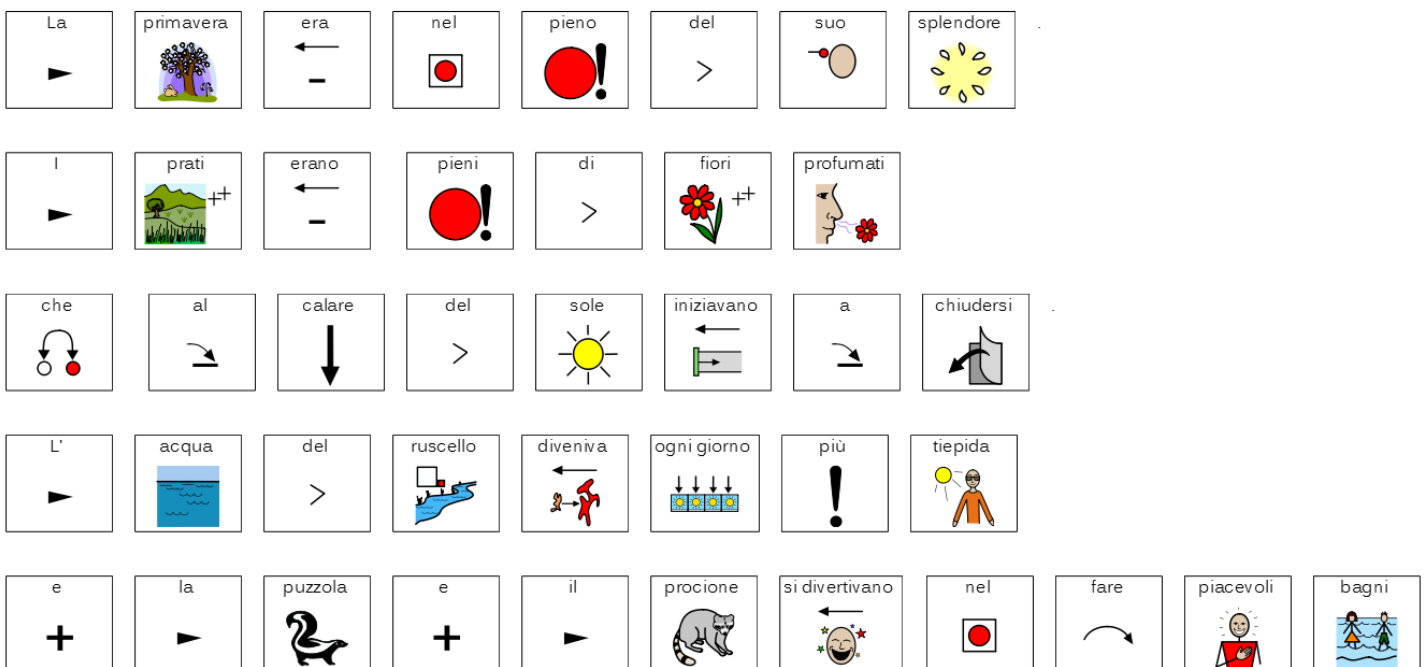 La primavera era nel pieno del suo splendore .
I prati erano pieni di fiori profumati
che al calare del sole iniziavano a chiudersi .
L' acqua del ruscello diveniva ogni giorno più tiepida
e la puzzola e il procione si divertivano nel fare piacevoli bagni